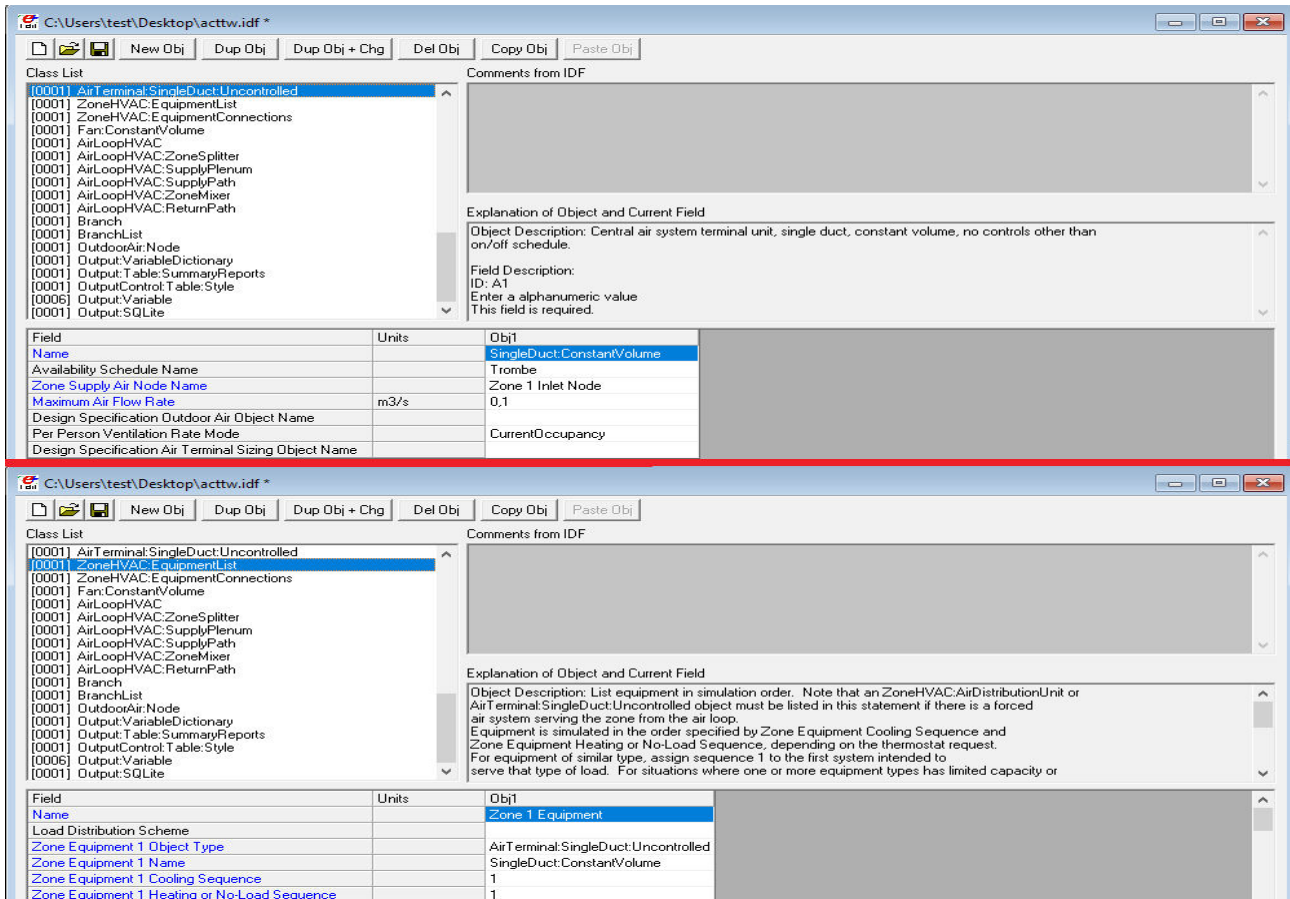 C:\Users\test\Desktop\acttw.idf *
New Obj Dup Obj Dup Obj + Chg Del Obj Copy Obj Paste Obj
Class List
[0001] AirTerminal:SingleDuct:Uncontrolled
[0001] ZoneHVAC:EquipmentList
[0001] ZoneHVAC:EquipmentConnections
[0001] Fan:ConstantVolume
[0001] AirLoopHVAC
[0001] AirLoopHVAC:ZoneSplitter
[0001] AirLoopHVAC:SupplyPlenum
[0001] AirLoopHVAC:SupplyPath
[0001] AirLoopHVAC:ZoneMixer
[0001] AirLoopHVAC:ReturnPath
[0001] Branch
[0001] BranchList
[0001] OutdoorAir:Node
[0001] Output:VariableDictionary
[0001] Output:Table:SummaryReports
[0001] OutputControl:Table:Style
[0006] Output:Variable
[0001] Output:SQLite
Comments from IDF
Explanation of Object and Current Field
Object Description: Central air system terminal unit, single duct, constant volume, no controls other than
on/off schedule.
Field Description:
ID: A1
Enter a alphanumeric value
This field is required.
Field Units Obj1
Name SingleDuct:ConstantVolume
Availability Schedule Name Trombe
Zone Supply Air Node Name Zone 1 Inlet Node
Maximum Air Flow Rate m3/s 0,1
Design Specification Outdoor Air Object Name
Per Person Ventilation Rate Mode CurrentOccupancy
Design Specification Air Terminal Sizing Object Name
C:\Users\test\Desktop\acttw.idf *
New Obj Dup Obj Dup Obj + Chg Del Obj Copy Obj Paste Obj
Class List
[0001] AirTerminal:SingleDuct:Uncontrolled
[0001] ZoneHVAC:EquipmentList
[0001] ZoneHVAC:EquipmentConnections
[0001] Fan:ConstantVolume
[0001] AirLoopHVAC
[0001] AirLoopHVAC:ZoneSplitter
[0001] AirLoopHVAC:SupplyPlenum
[0001] AirLoopHVAC:SupplyPath
[0001] AirLoopHVAC:ZoneMixer
[0001] AirLoopHVAC:ReturnPath
[0001] Branch
[0001] BranchList
[0001] OutdoorAir:Node
[0001] Output:VariableDictionary
[0001] Output:Table:SummaryReports
[0001] OutputControl:Table:Style
[0006] Output:Variable
[0001] Output:SQLite
Comments from IDF
Explanation of Object and Current Field
Object Description: List equipment in simulation order. Note that an ZoneHVAC:AirDistributionUnit or
AirTerminal:SingleDuct:Uncontrolled object must be listed in this statement if there is a forced
air system serving the zone from the air loop.
Equipment is simulated in the order specified by Zone Equipment Cooling Sequence and
Zone Equipment Heating or No-Load Sequence, depending on the thermostat request.
For equipment of similar type, assign sequence 1 to the first system intended to
serve that type of load. For situations where one or more equipment types has limited capacity or
Field Units Obj1
Name Zone 1 Equipment
Load Distribution Scheme
Zone Equipment 1 Object Type AirTerminal:SingleDuct:Uncontrolled
Zone Equipment 1 Name SingleDuct:ConstantVolume
Zone Equipment 1 Cooling Sequence 1
Zone Equipment 1 Heating or No-Load Sequence 1